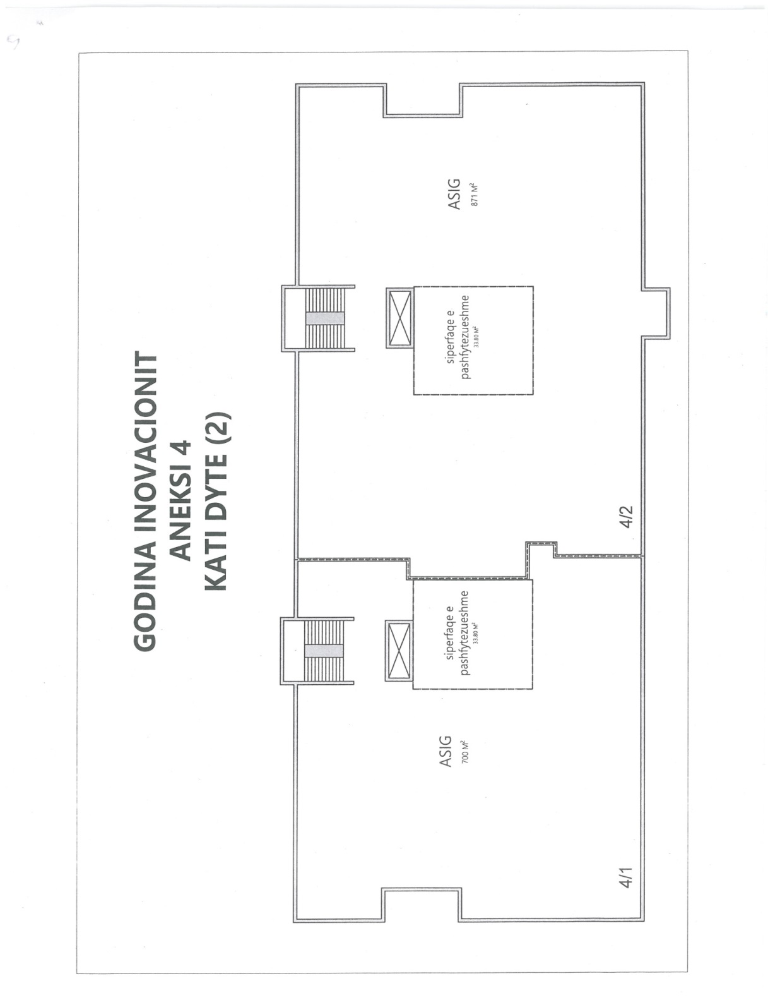 GODINA INOVACIONIT
ANEKSI 4
KATI DYTE (2)
ASIG
700 M²
4/1
siperfaqe e
pashfytezueshme
33.80 M²
siperfaqe e
pashfytezueshme
33.80 M²
4/2
ASIG
871 M²